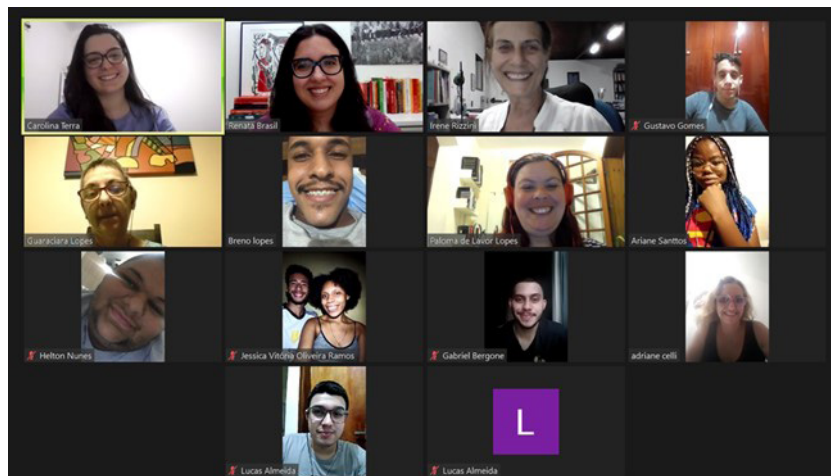 Carolina Terra
Renata Brasil
Irene Rizzini
Gustavo Gomes
Guaraciara Lopes
Breno lopes
Paloma de Lavor Lopes
Ariane Santtos
Helton Nunes
Jessica Vitória Oliveira Ramos
Gabriel Bergone
adriane celli
Lucas Almeida
L
Lucas Almeida